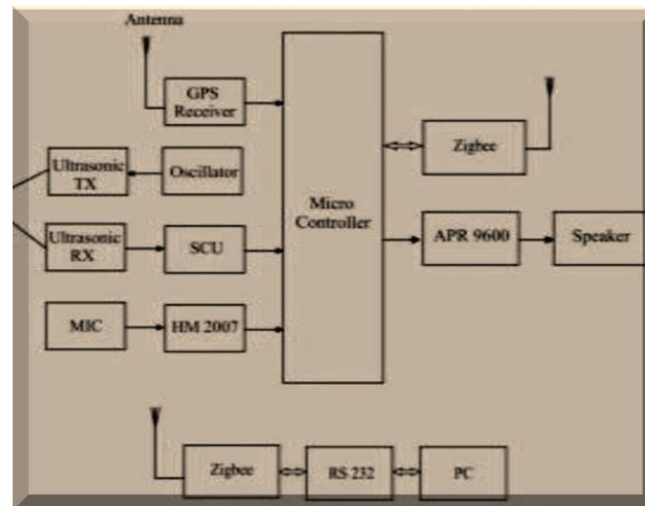 Antenna
GPS
Receiver
Ultrasonic
TX
Oscillator
Zigbee
Micro
Controller
Ultrasonic
RX
SCU
APR 9600
Speaker
MIC
HM 2007
Zigbee
RS 232
PC